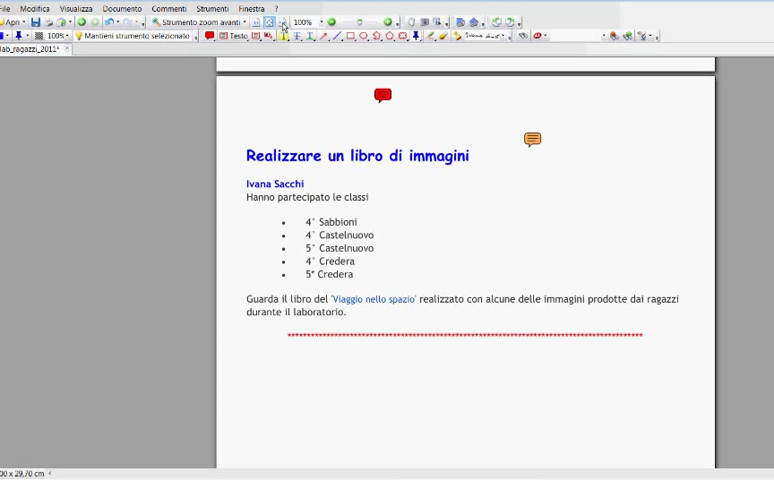 File Modifica Visualizza Documento Commenti Strumenti Finestra ?
Apri Strumento zoom avanti 100%
100% Mantieni strumento selezionato Testo
lab_ragazzi_2011*
Realizzare un libro di immagini
Ivana Sacchi
Hanno partecipato le classi
• 4° Sabbioni
• 4° Castelnuovo
• 5° Castelnuovo
• 4° Credera
• 5° Credera
Guarda il libro del 'Viaggio nello spazio' realizzato con alcune delle immagini prodotte dai ragazzi
durante il laboratorio.
00 x 29,70 cm